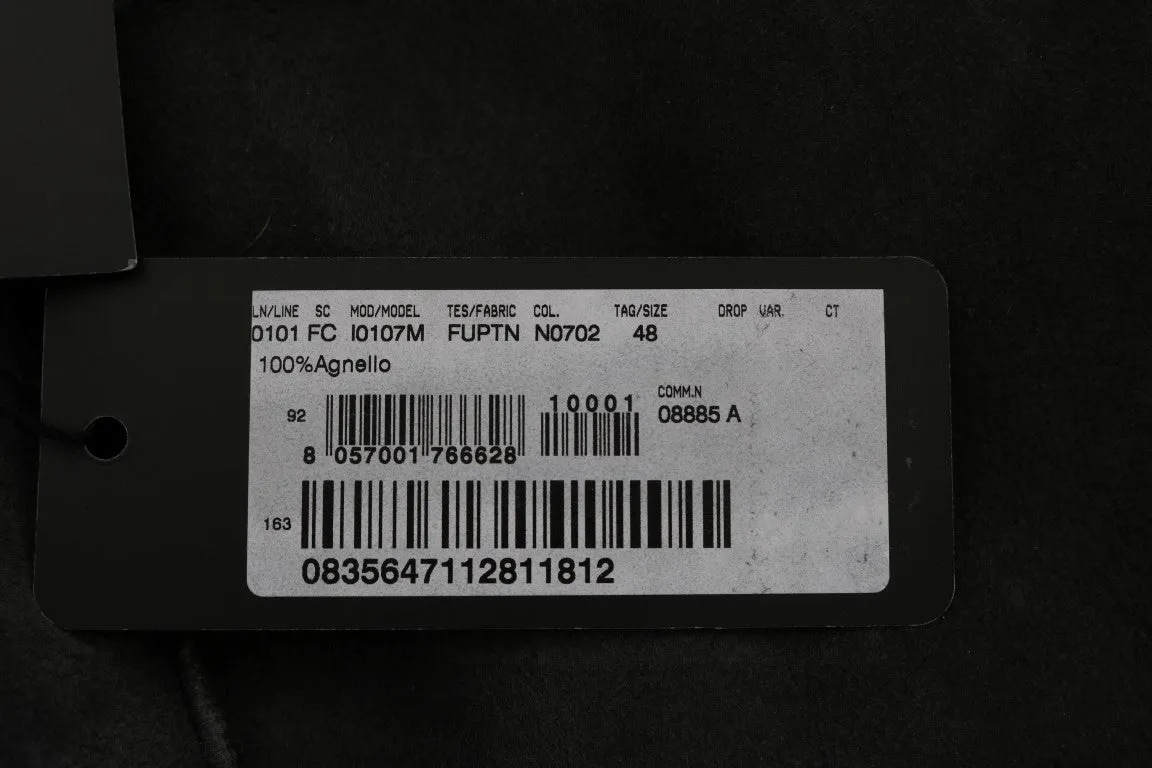 LN/LINE SC MOD/MODEL TES/FABRIC COL. TAG/SIZE DROP VAR. CT
0101 FC I0107M FUPTN N0702 48
100%Agnello
92 10001 COMM.N
08885 A
8 057001 766628
163
0835647112811812